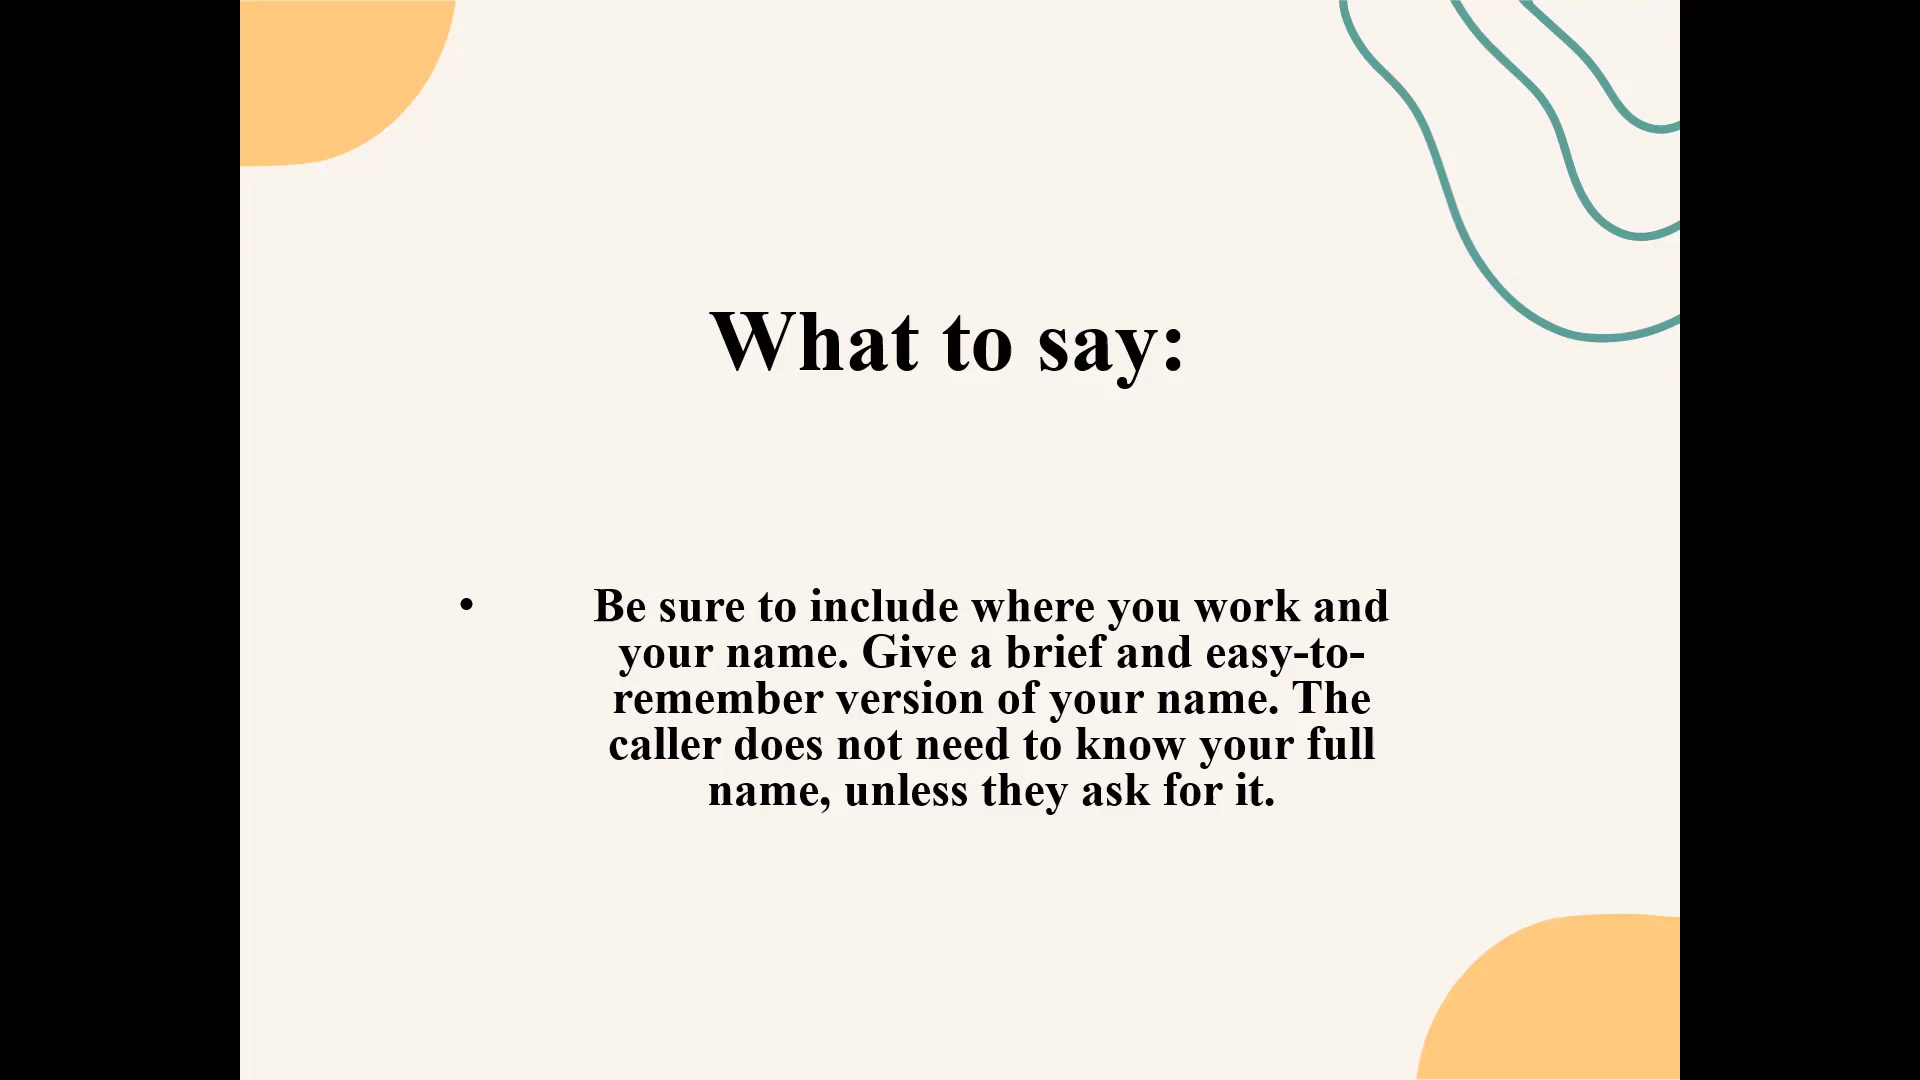 What to say:
• Be sure to include where you work and
your name. Give a brief and easy-to-
remember version of your name. The
caller does not need to know your full
name, unless they ask for it.